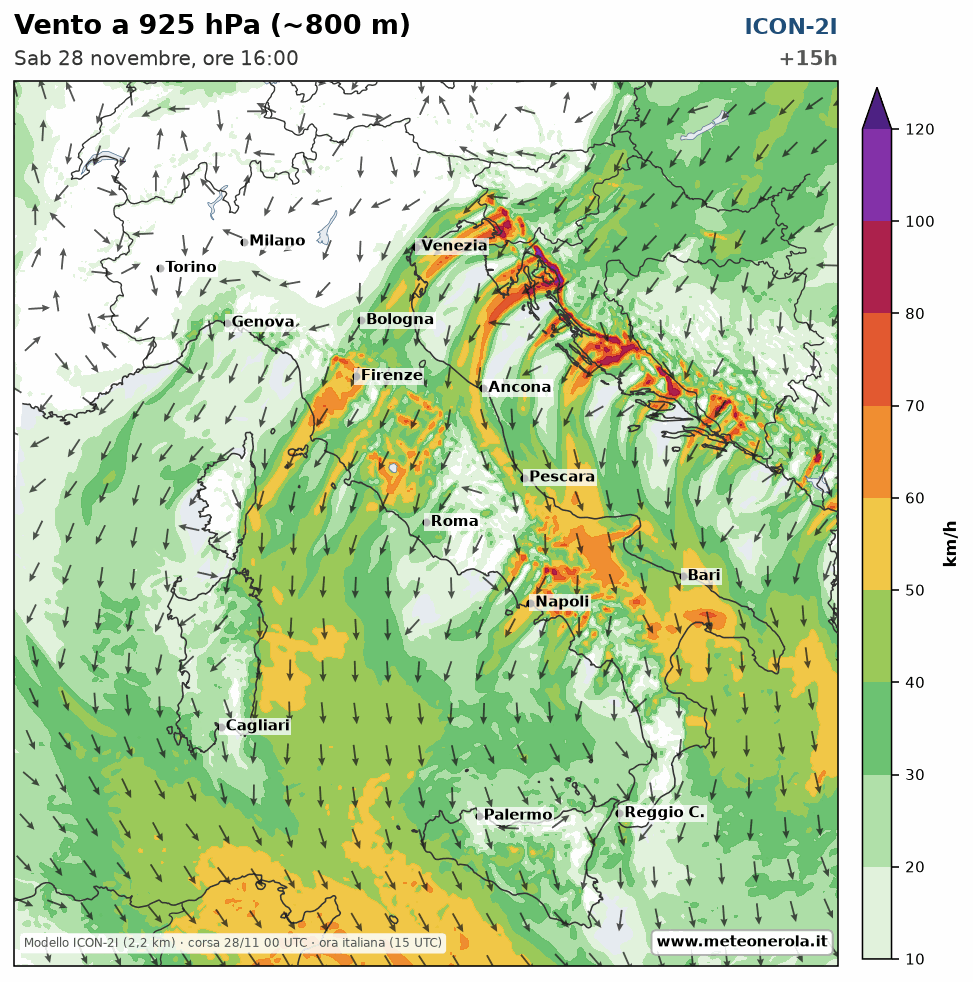 Vento a 925 hPa (~800 m)
ICON-2I
Sab 28 novembre, ore 16:00
+15h
120
100
80
70
60
50
40
30
20
10
km/h
Milano
Venezia
Torino
Genova
Bologna
Firenze
Ancona
Pescara
Roma
Bari
Napoli
Cagliari
Palermo
Reggio C.
Modello ICON-2I (2,2 km) · corsa 28/11 00 UTC · ora italiana (15 UTC)
www.meteonerola.it